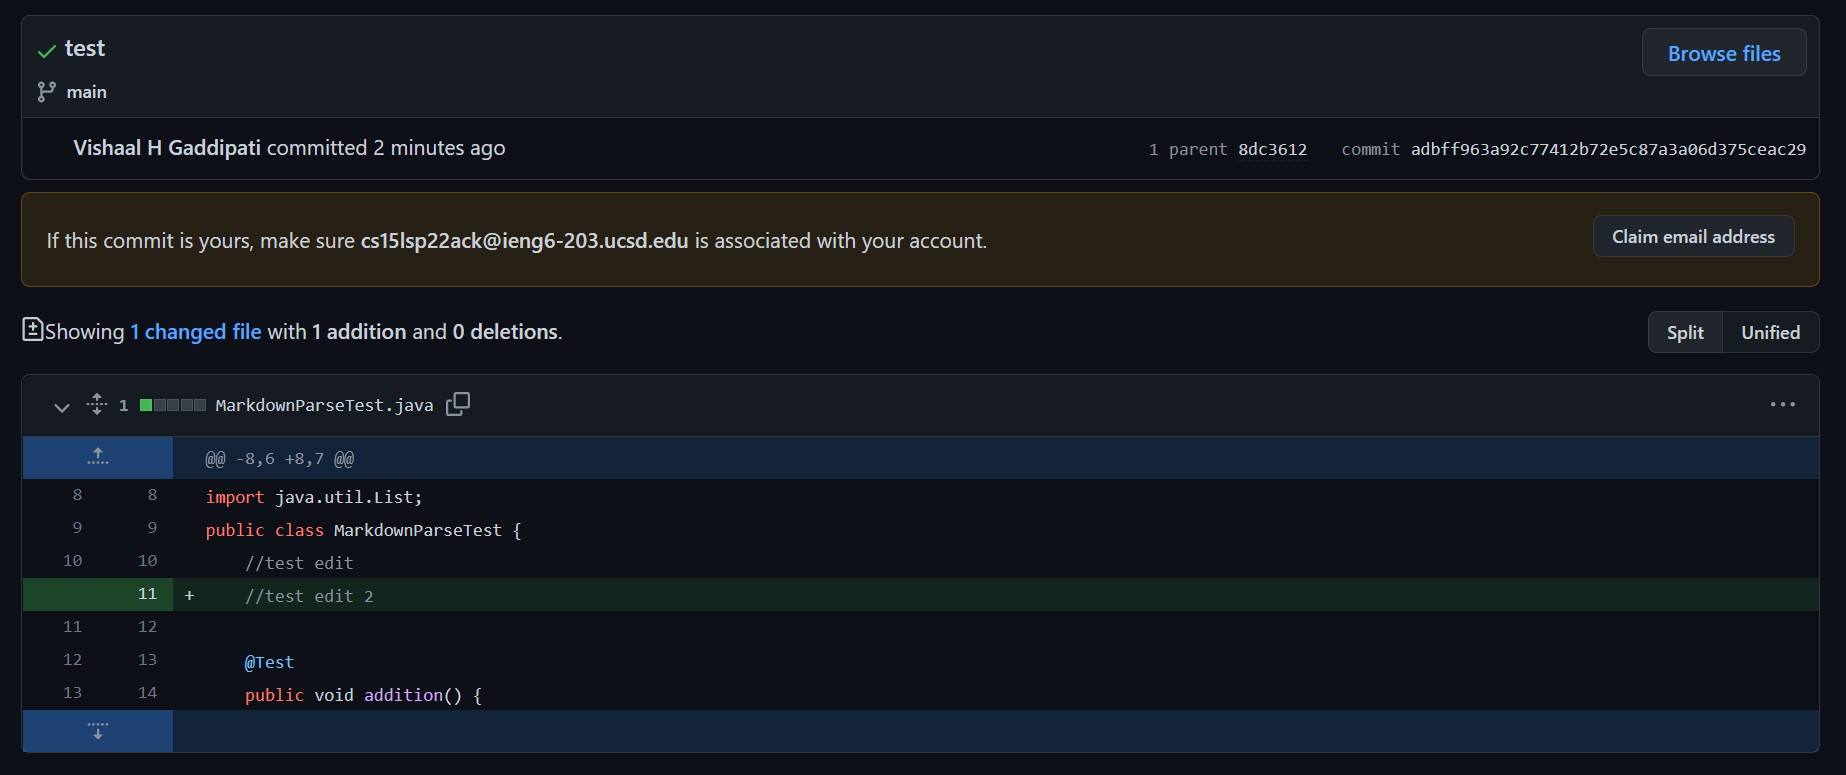 test
Browse files
main
Vishaal H Gaddipati committed 2 minutes ago
1 parent 8dc3612 commit adbff963a92c77412b72e5c87a3a06d375ceac29
If this commit is yours, make sure cs15lsp22ack@ieng6-203.ucsd.edu is associated with your account.
Claim email address
Showing 1 changed file with 1 addition and 0 deletions.
Split Unified
1 MarkdownParseTest.java
@@ -8,6 +8,7 @@
8 8 import java.util.List;
9 9 public class MarkdownParseTest {
10 10 //test edit
11 + //test edit 2
11 12
12 13 @Test
13 14 public void addition() {